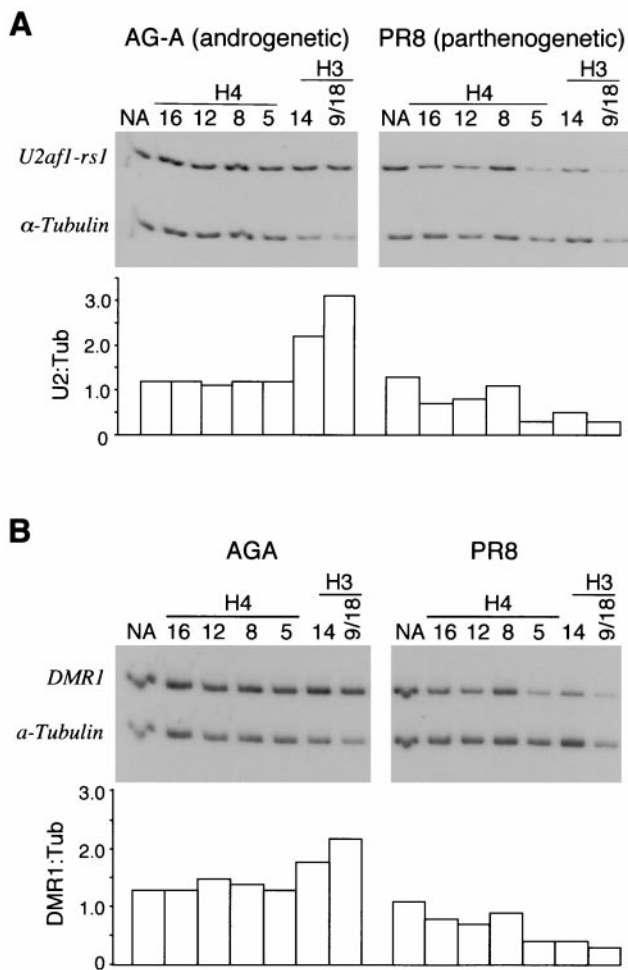 A
AG-A (androgenetic) PR8 (parthenogenetic)
H3 H3
H4 H4
NA 16 12 8 5 14 9/18 NA 16 12 8 5 14 9/18
U2af1-rs1
α-Tubulin
3.0
2.0
1.0
0
U2:Tub
B
AGA PR8
H3 H3
H4 H4
NA 16 12 8 5 14 9/18 NA 16 12 8 5 14 9/18
DMR1
a-Tubulin
3.0
2.0
1.0
0
DMR1:Tub